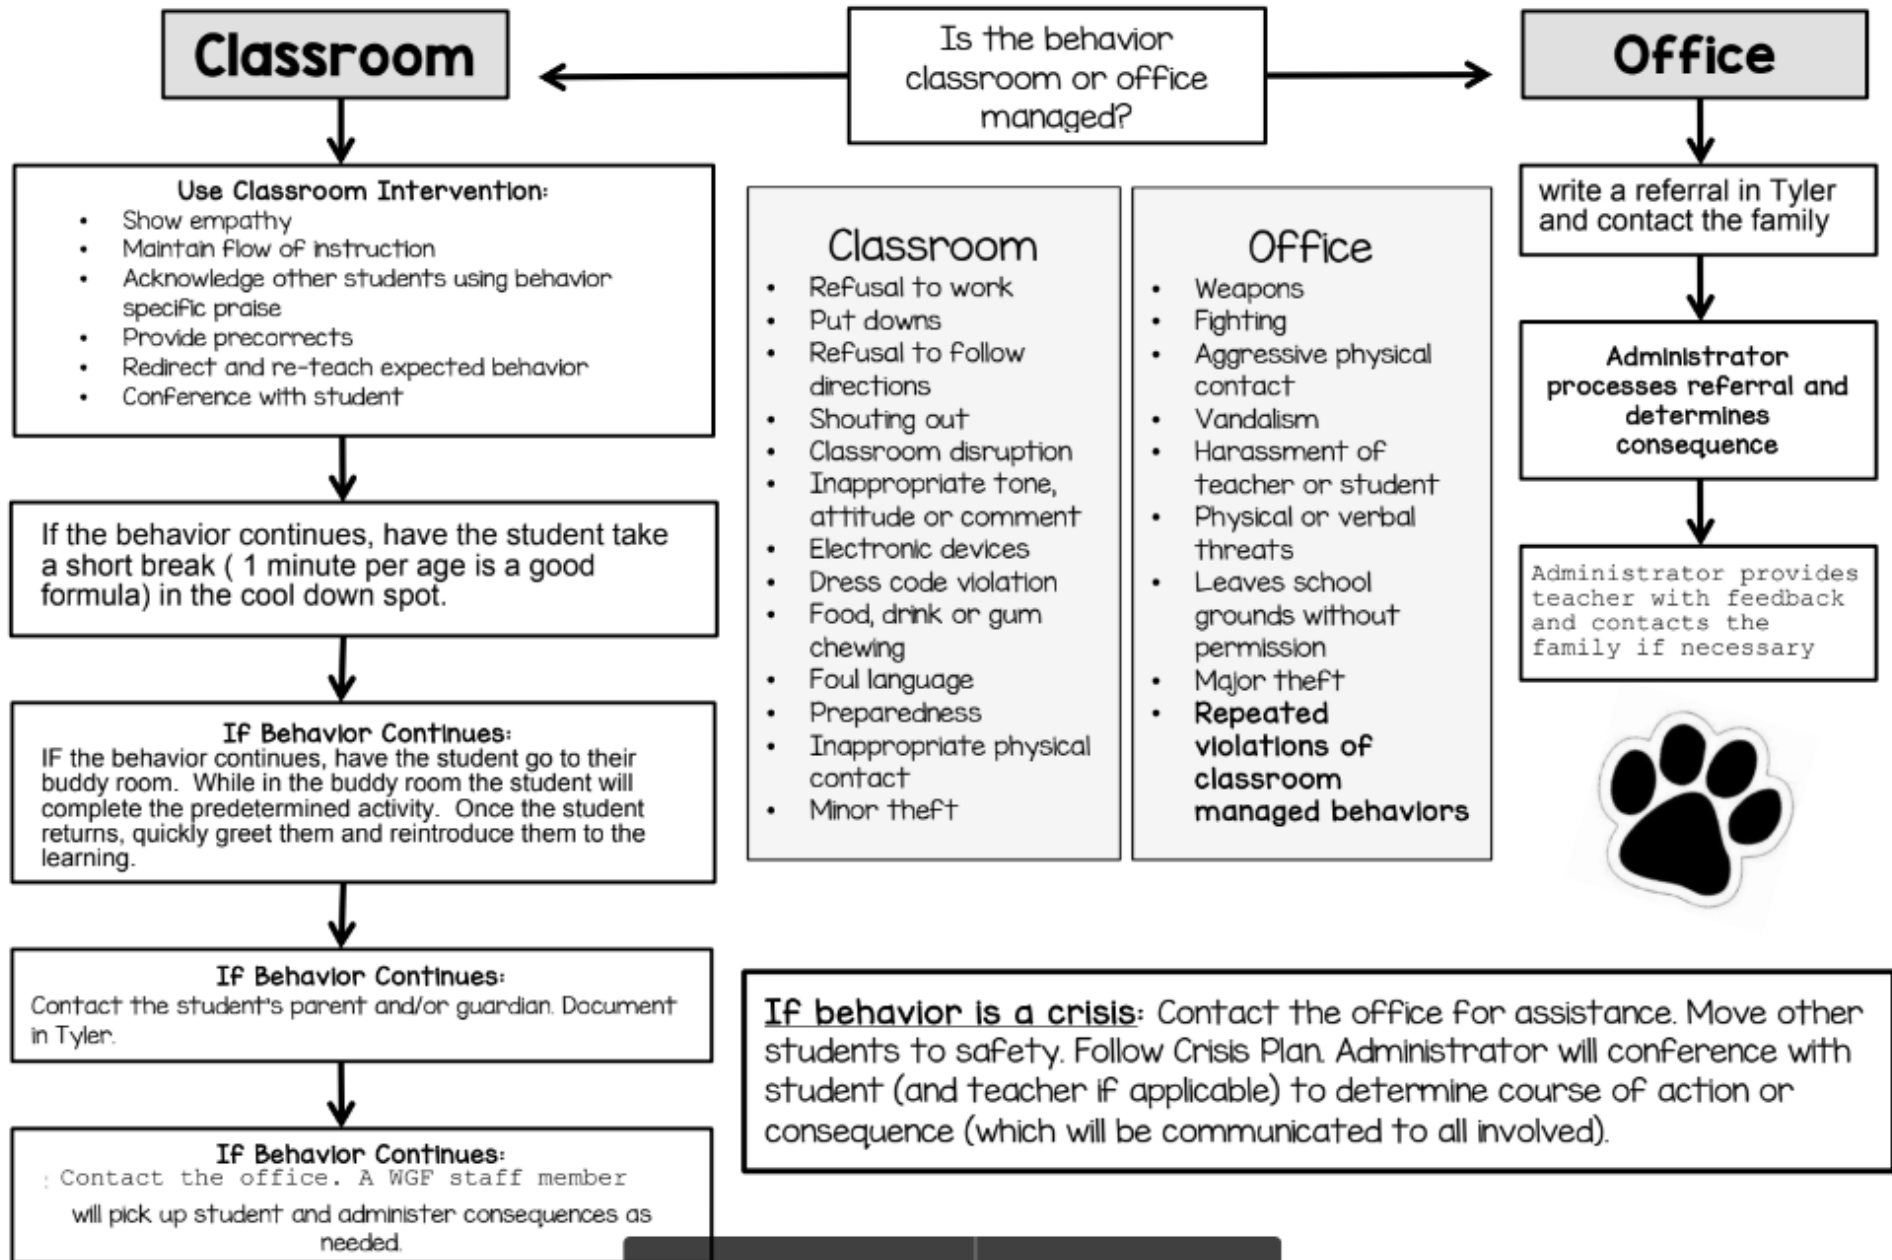 Classroom
Is the behavior
classroom or office
managed?
Office
Use Classroom Intervention:
• Show empathy
• Maintain flow of instruction
• Acknowledge other students using behavior
specific praise
• Provide precorrects
• Redirect and re-teach expected behavior
• Conference with student
If the behavior continues, have the student take
a short break ( 1 minute per age is a good
formula) in the cool down spot.
If Behavior Continues:
IF the behavior continues, have the student go to their
buddy room. While in the buddy room the student will
complete the predetermined activity. Once the student
returns, quickly greet them and reintroduce them to the
learning.
If Behavior Continues:
Contact the student's parent and/or guardian. Document
in Tyler.
If Behavior Continues:
: Contact the office. A WGF staff member
will pick up student and administer consequences as
needed.
Classroom
• Refusal to work
• Put downs
• Refusal to follow
directions
• Shouting out
• Classroom disruption
• Inappropriate tone,
attitude or comment
• Electronic devices
• Dress code violation
• Food, drink or gum
chewing
• Foul language
• Preparedness
• Inappropriate physical
contact
• Minor theft
Office
• Weapons
• Fighting
• Aggressive physical
contact
• Vandalism
• Harassment of
teacher or student
• Physical or verbal
threats
• Leaves school
grounds without
permission
• Major theft
• Repeated
violations of
classroom
managed behaviors
write a referral in Tyler
and contact the family
Administrator
processes referral and
determines
consequence
Administrator provides
teacher with feedback
and contacts the
family if necessary
If behavior is a crisis: Contact the office for assistance. Move other
students to safety. Follow Crisis Plan. Administrator will conference with
student (and teacher if applicable) to determine course of action or
consequence (which will be communicated to all involved).